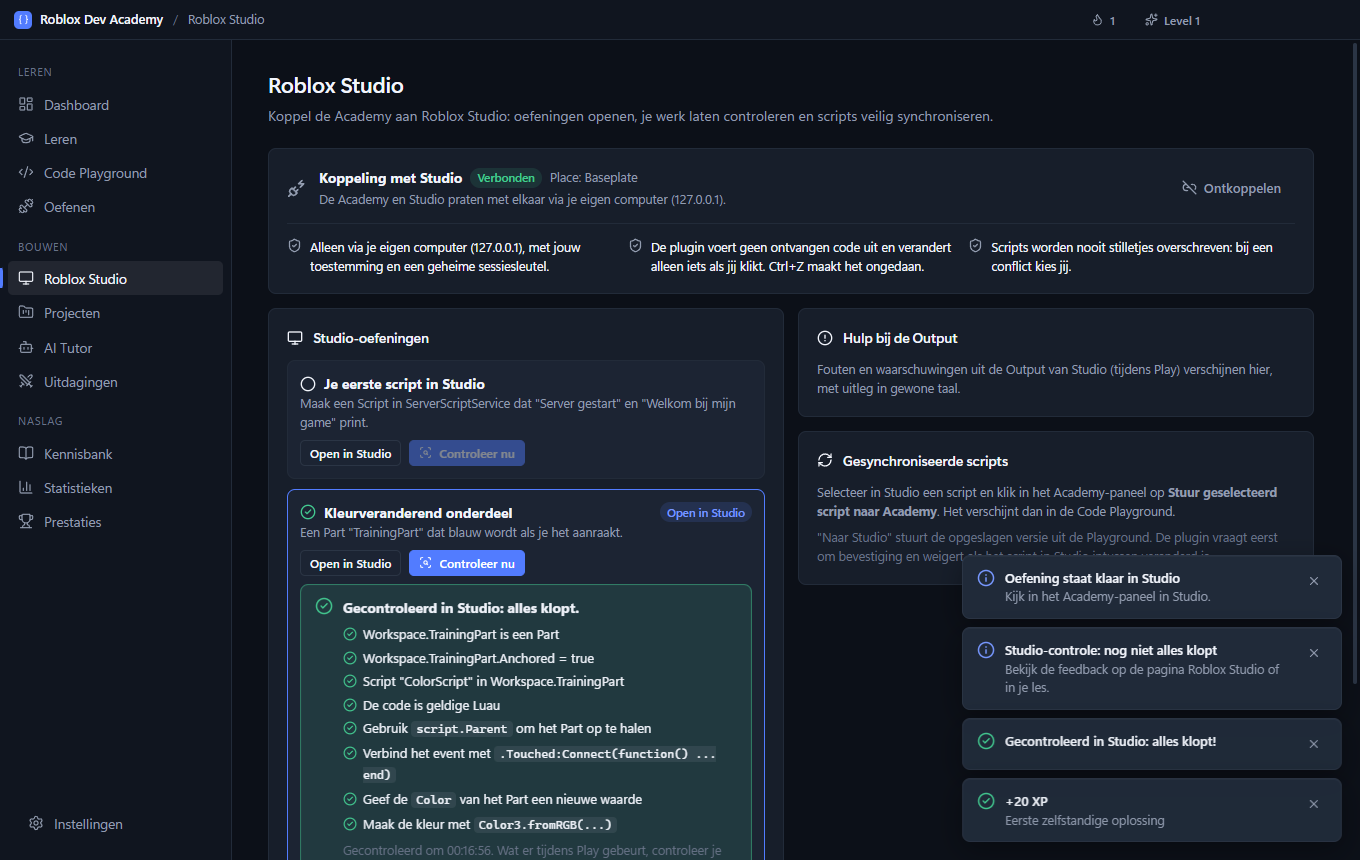 Roblox Dev Academy / Roblox Studio
1
Level 1
LEREN
Dashboard
Leren
Code Playground
Oefenen
BOUWEN
Roblox Studio
Projecten
AI Tutor
Uitdagingen
NASLAG
Kennisbank
Statistieken
Prestaties
Instellingen
Roblox Studio
Koppel de Academy aan Roblox Studio: oefeningen openen, je werk laten controleren en scripts veilig synchroniseren.
Koppeling met Studio Verbonden Place: Baseplate
De Academy en Studio praten met elkaar via je eigen computer (127.0.0.1).
Ontkoppelen
Alleen via je eigen computer (127.0.0.1), met jouw
toestemming en een geheime sessiesleutel.
De plugin voert geen ontvangen code uit en verandert
alleen iets als jij klikt. Ctrl+Z maakt het ongedaan.
Scripts worden nooit stilletjes overschreven: bij een
conflict kies jij.
Studio-oefeningen
Je eerste script in Studio
Maak een Script in ServerScriptService dat "Server gestart" en "Welkom bij mijn
game" print.
Open in Studio
Controleer nu
Kleurveranderend onderdeel
Open in Studio
Een Part "TrainingPart" dat blauw wordt als je het aanraakt.
Open in Studio
Controleer nu
Gecontroleerd in Studio: alles klopt.
Workspace.TrainingPart is een Part
Workspace.TrainingPart.Anchored = true
Script "ColorScript" in Workspace.TrainingPart
De code is geldige Luau
Gebruik script.Parent om het Part op te halen
Verbind het event met .Touched:Connect(function() ...
end)
Geef de Color van het Part een nieuwe waarde
Maak de kleur met Color3.fromRGB(...)
Gecontroleerd om 00:16:56. Wat er tijdens Play gebeurt, controleer je
Hulp bij de Output
Fouten en waarschuwingen uit de Output van Studio (tijdens Play) verschijnen hier,
met uitleg in gewone taal.
Gesynchroniseerde scripts
Selecteer in Studio een script en klik in het Academy-paneel op Stuur geselecteerd
script naar Academy. Het verschijnt dan in de Code Playground.
"Naar Studio" stuurt de opgeslagen versie uit de Playground. De plugin vraagt eerst
om bevestiging en weigert als het script in Studio intussen veranderd is.
Oefening staat klaar in Studio
Kijk in het Academy-paneel in Studio.
Studio-controle: nog niet alles klopt
Bekijk de feedback op de pagina Roblox Studio of
in je les.
Gecontroleerd in Studio: alles klopt!
+20 XP
Eerste zelfstandige oplossing